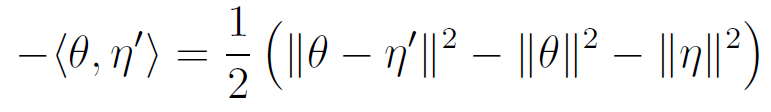 −⟨θ, η′⟩ = 1/2 (‖θ − η′‖² − ‖θ‖² − ‖η‖²)